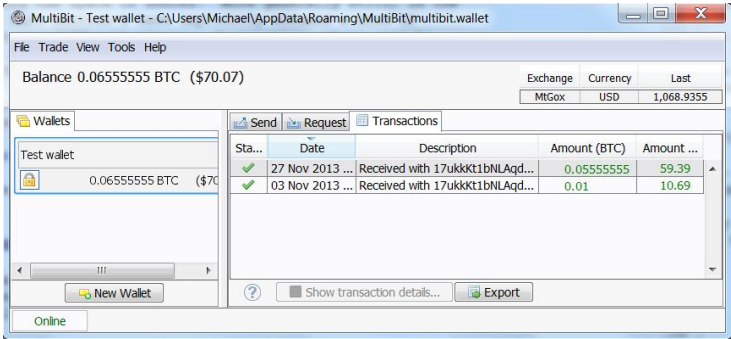 MultiBit - Test wallet - C:\Users\Michael\AppData\Roaming\MultiBit\multibit.wallet
File Trade View Tools Help
Balance 0.06555555 BTC ($70.07)
Exchange Currency Last
MtGox USD 1,068.9355
Wallets
Test wallet
0.06555555 BTC ($70
New Wallet
Send Request Transactions
Sta... Date Description Amount (BTC) Amount ...
27 Nov 2013 ... Received with 17ukkKt1bNLAqd... 0.05555555 59.39
03 Nov 2013 ... Received with 17ukkKt1bNLAqd... 0.01 10.69
? Show transaction details... Export
Online